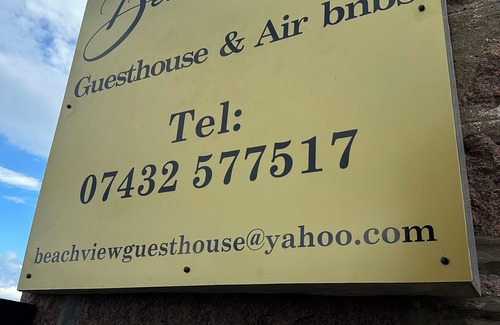 Guesthouse & Air bnbs
Tel:
07432 577517
beachviewguesthouse@yahoo.com